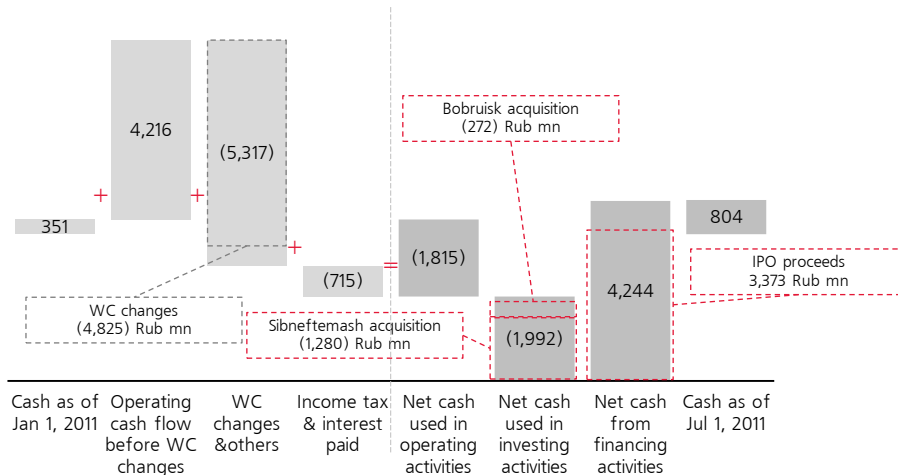 Bobruisk acquisition
(272) Rub mn
4,216
(5,317)
+
+
351
804
+
=
(1,815)
(715)
IPO proceeds
3,373 Rub mn
4,244
WC changes
(4,825) Rub mn
Sibneftemash acquisition
(1,280) Rub mn
(1,992)
Cash as of
Jan 1, 2011
Operating
cash flow
before WC
changes
WC
changes
&others
Income tax
& interest
paid
Net cash
used in
operating
activities
Net cash
used in
investing
activities
Net cash
from
financing
activities
Cash as of
Jul 1, 2011